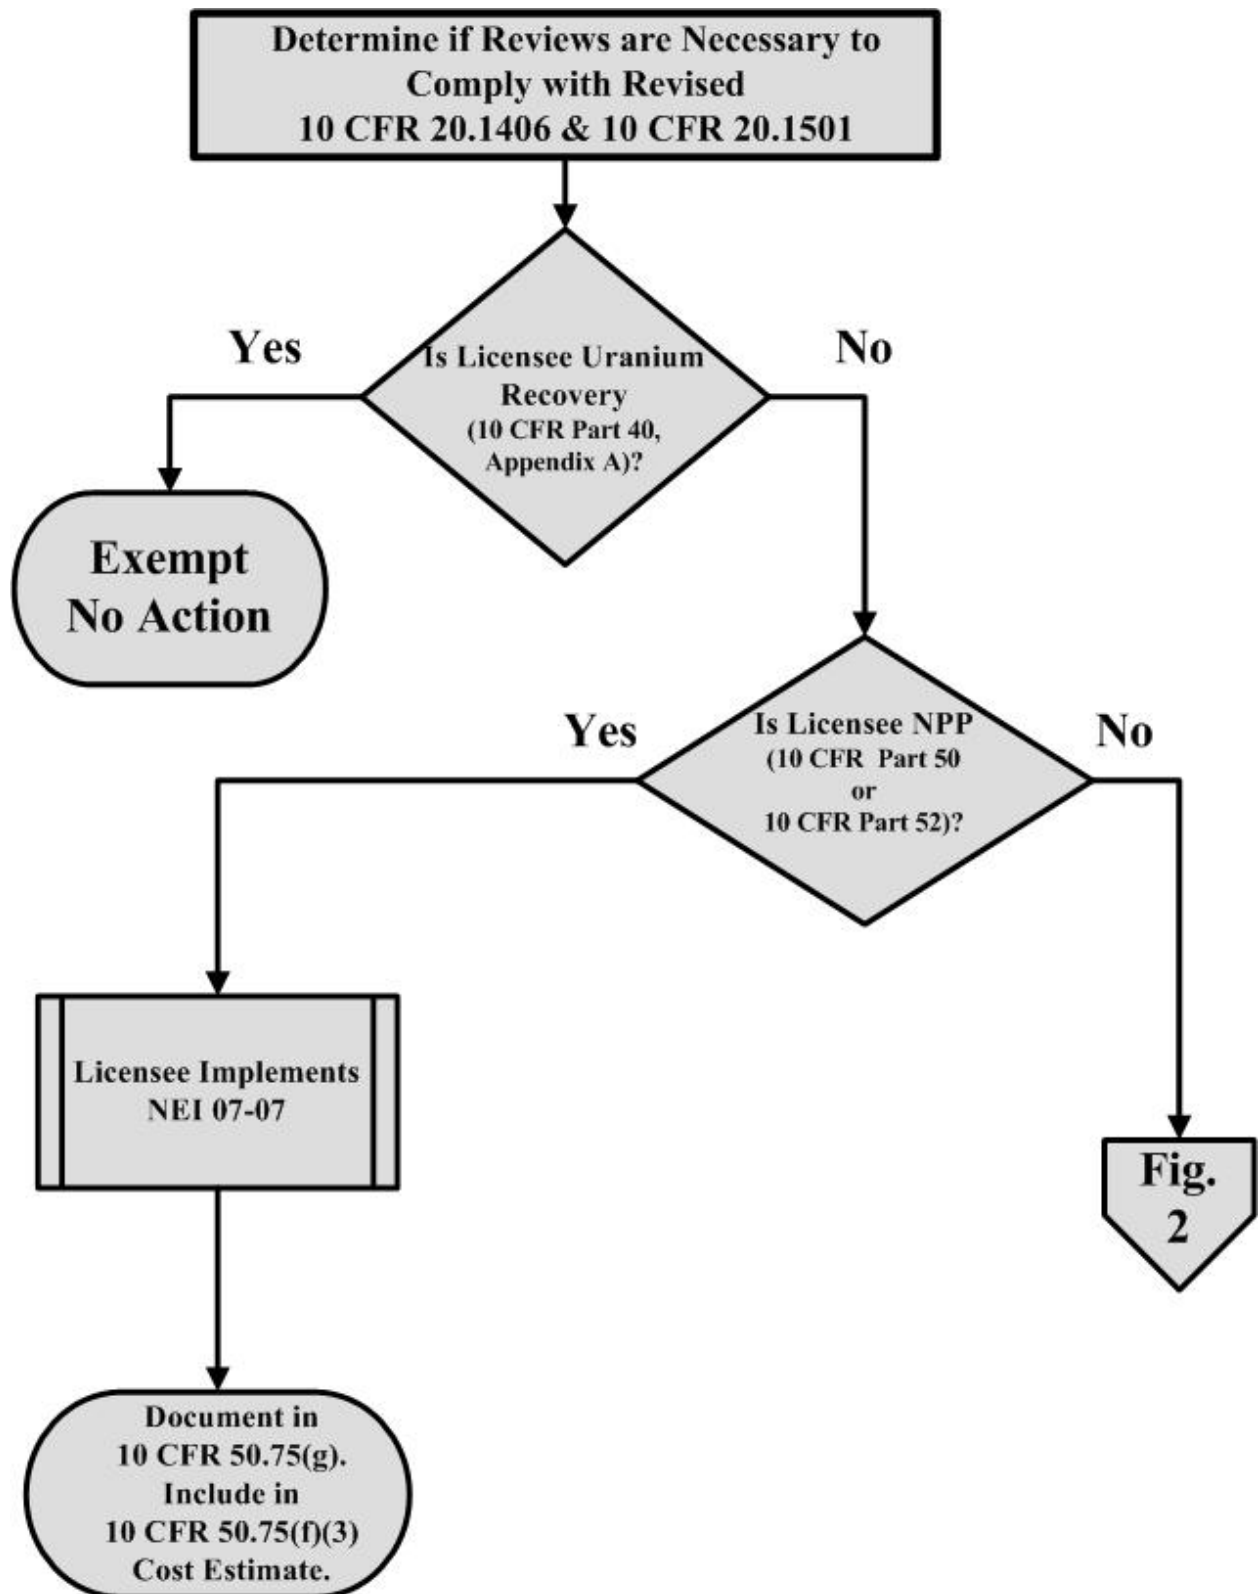 Determine if Reviews are Necessary to
Comply with Revised
10 CFR 20.1406 & 10 CFR 20.1501
Yes
No
Is Licensee Uranium
Recovery
(10 CFR Part 40,
Appendix A)?
Exempt
No Action
Yes
No
Is Licensee NPP
(10 CFR Part 50
or
10 CFR Part 52)?
Licensee Implements
NEI 07-07
Fig.
2
Document in
10 CFR 50.75(g).
Include in
10 CFR 50.75(f)(3)
Cost Estimate.